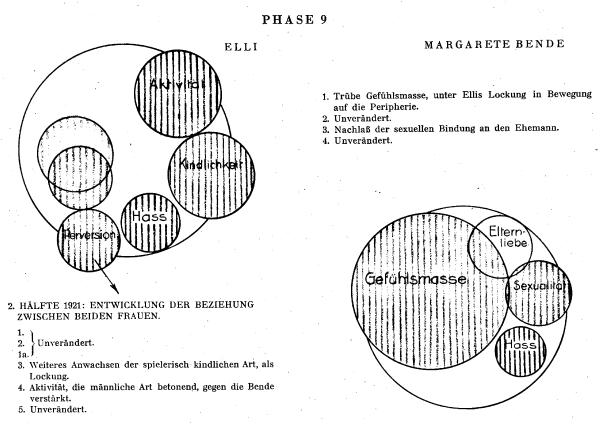 PHASE 9
ELLI
Aktivität
Kindlichkeit
Hass
Perversion
2. HÄLFTE 1921: ENTWICKLUNG DER BEZIEHUNG
ZWISCHEN BEIDEN FRAUEN.
1.
2. } Unverändert.
1a.
3. Weiteres Anwachsen der spielerisch kindlichen Art, als
Lockung.
4. Aktivität, die männliche Art betonend, gegen die Bende
verstärkt.
5. Unverändert.
MARGARETE BENDE
1. Trübe Gefühlsmasse, unter Ellis Lockung in Bewegung
auf die Peripherie.
2. Unverändert.
3. Nachlaß der sexuellen Bindung an den Ehemann.
4. Unverändert.
Eltern-
liebe
Gefühlsmasse
Sexualität
Hass